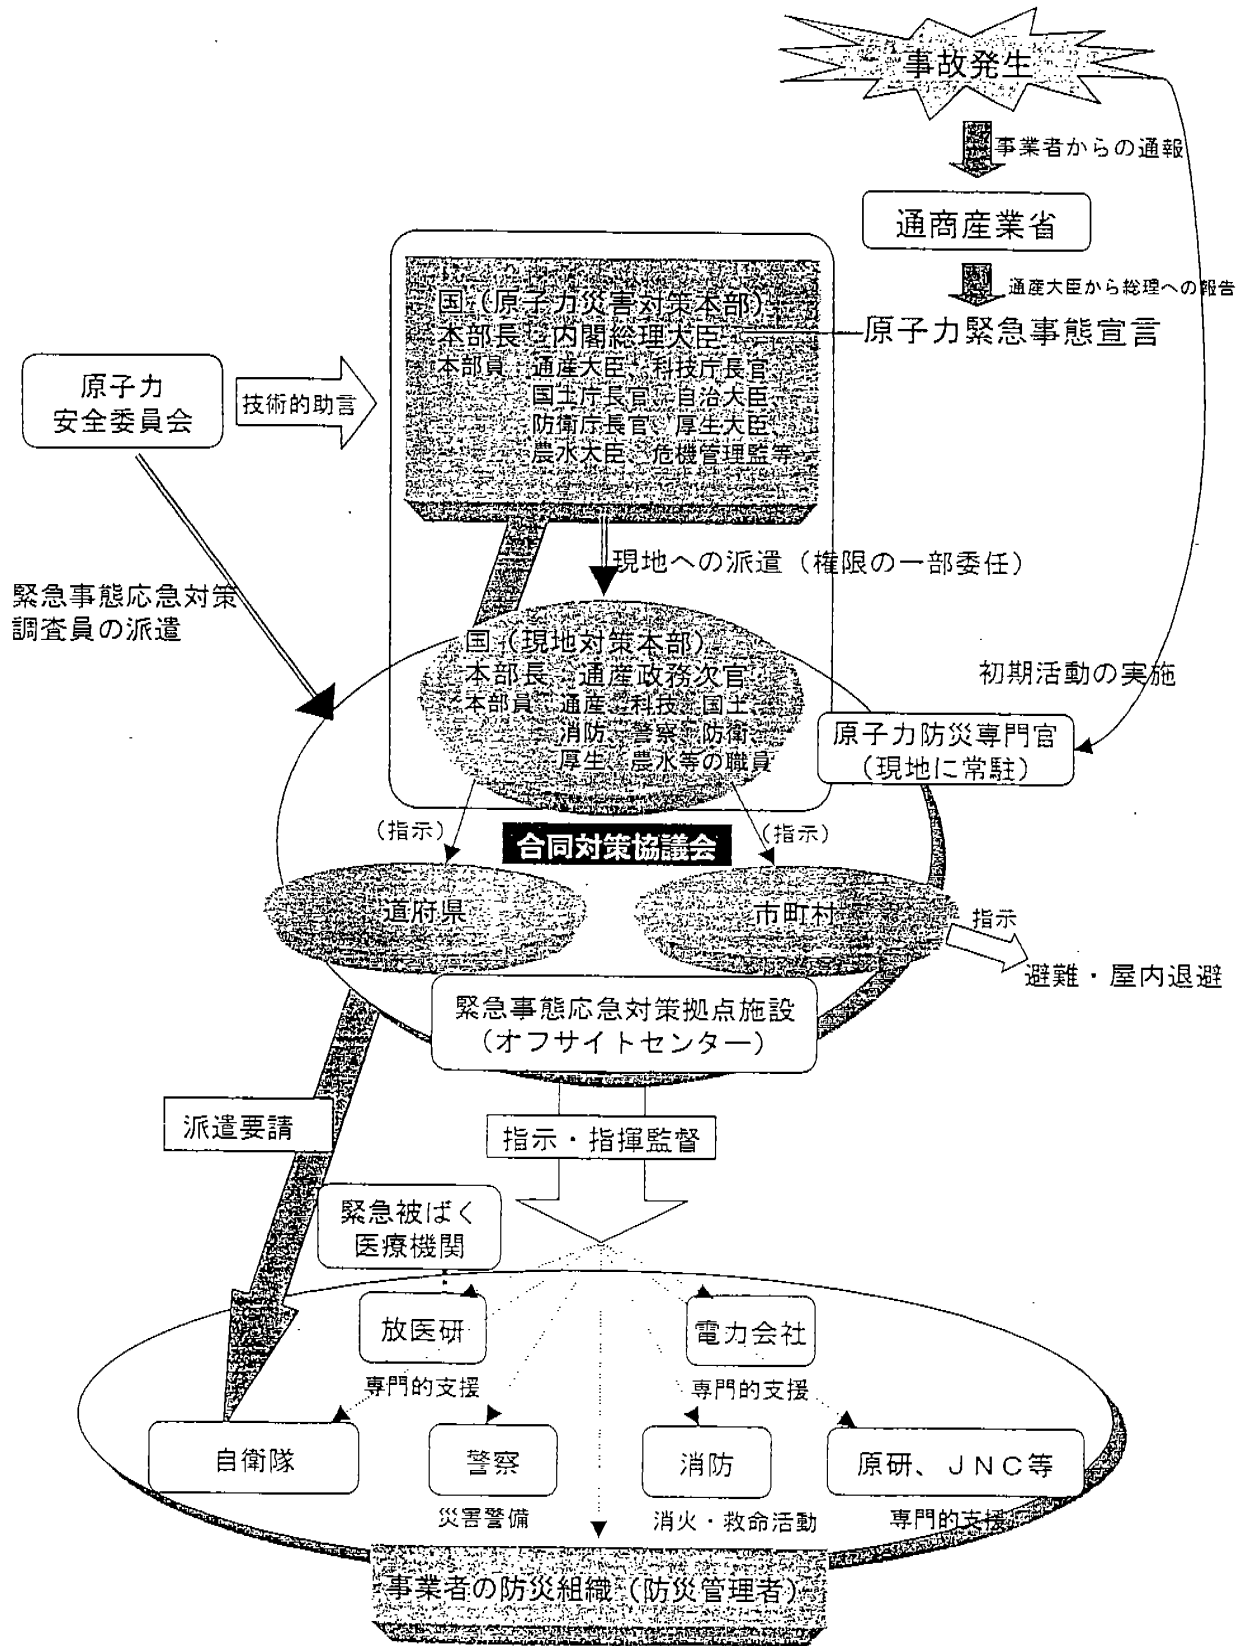 事故発生
事業者からの通報
通商産業省
通産大臣から総理への報告
原子力緊急事態宣言
国（原子力災害対策本部）
本部長　内閣総理大臣
本部員　通産大臣、科技庁長官
国土庁長官　自治大臣
防衛庁長官、厚生大臣、
農水大臣、危機管理監等
原子力
安全委員会
技術的助言
現地への派遣（権限の一部委任）
緊急事態応急対策
調査員の派遣
国（現地対策本部）
本部長　通産政務次官
本部員　通産、科技　国土、
消防、警察　防衛、
厚生、農水等の職員
初期活動の実施
原子力防災専門官
（現地に常駐）
（指示）
合同対策協議会
（指示）
道府県
市町村
指示
避難・屋内退避
緊急事態応急対策拠点施設
（オフサイトセンター）
派遣要請
指示・指揮監督
緊急被ばく
医療機関
放医研
電力会社
専門的支援
専門的支援
自衛隊
警察
消防
原研、ＪＮＣ等
災害警備
消火・救命活動
専門的支援
事業者の防災組織（防災管理者）